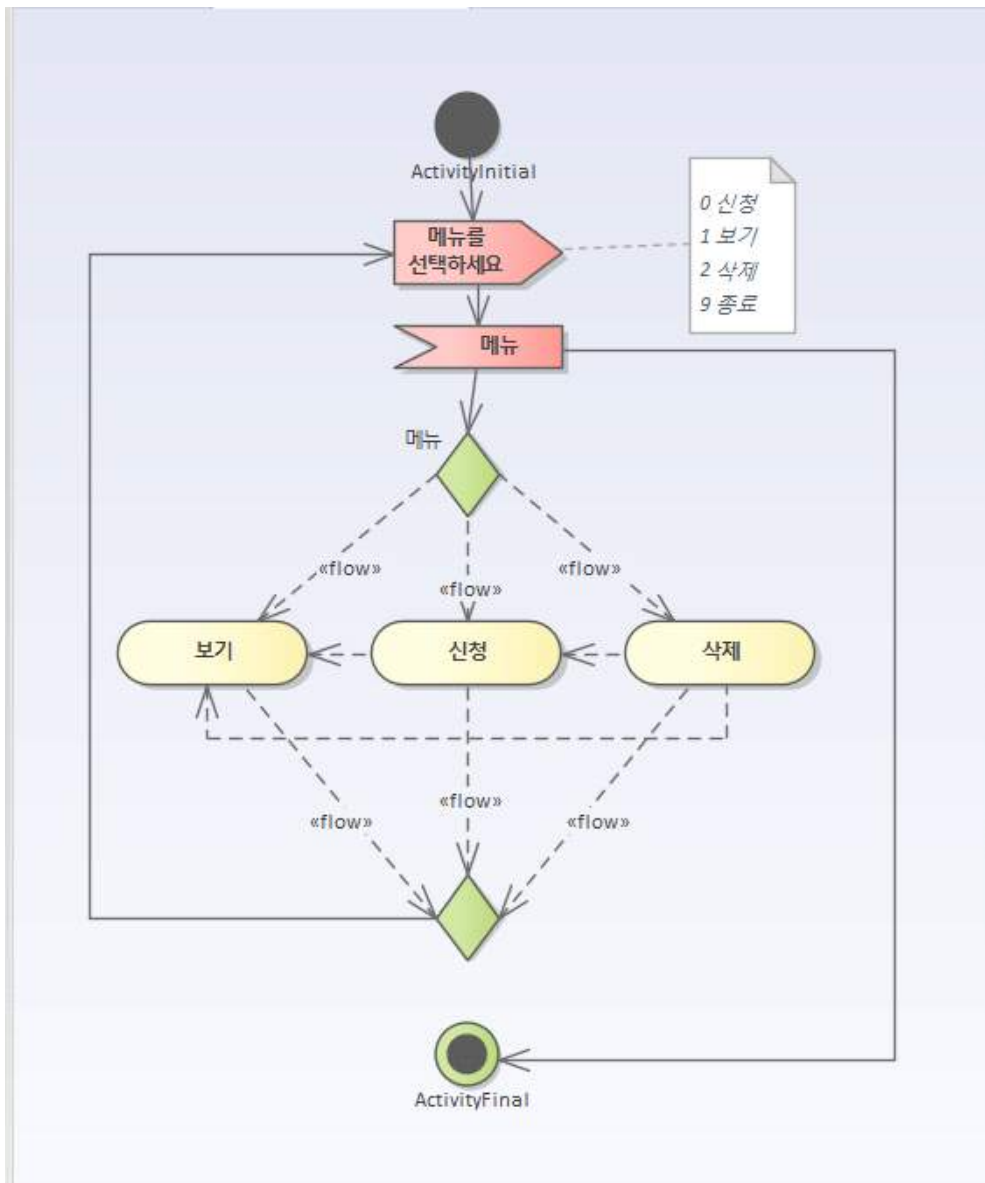 ActivityInitial
메뉴를
선택하세요
0 신청
1 보기
2 삭제
9 종료
메뉴
메뉴
«flow»
«flow»
«flow»
보기
신청
삭제
«flow»
«flow»
«flow»
ActivityFinal